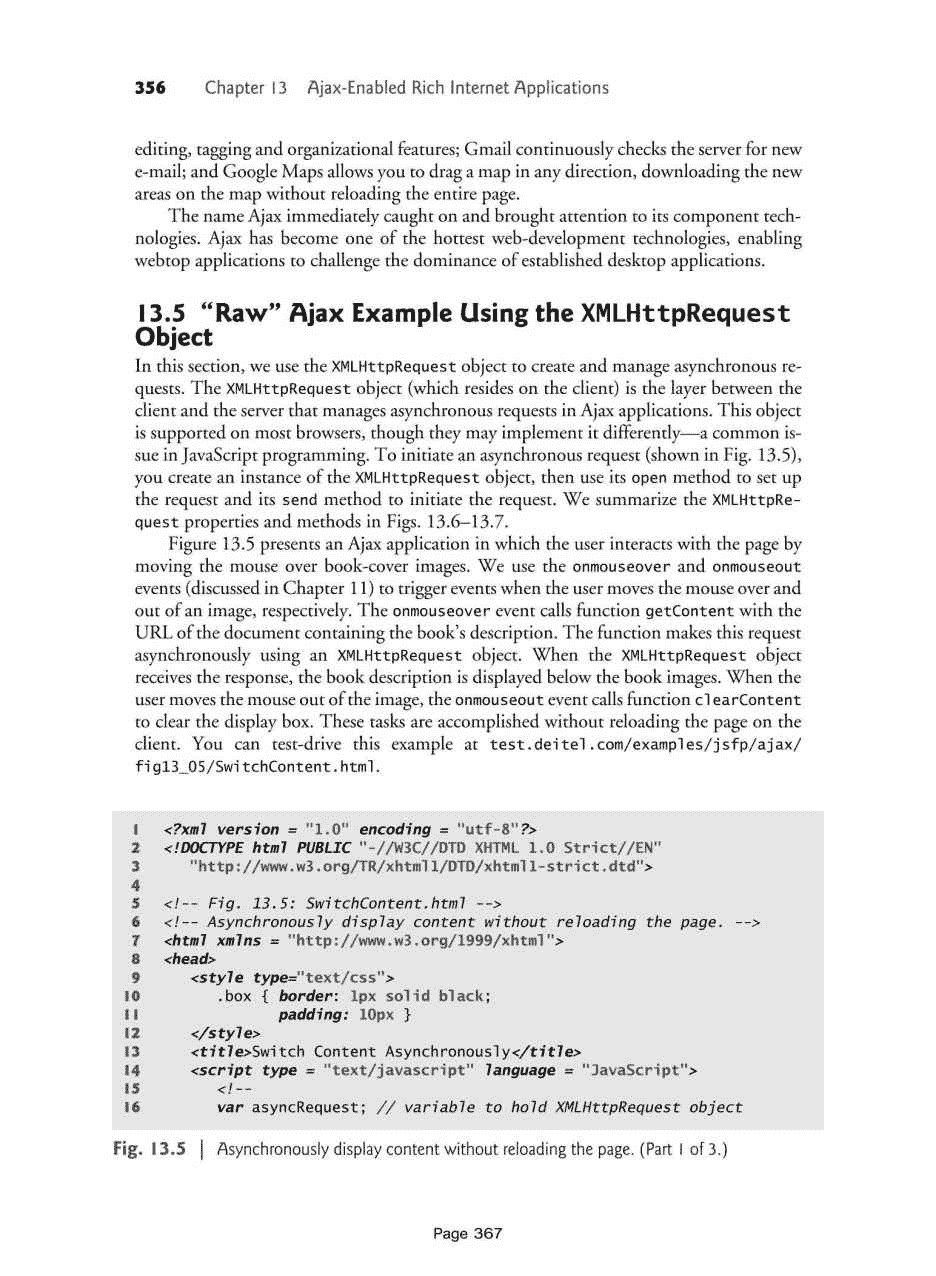 356 Chapter 13 Ajax-Enabled Rich Internet Applications
editing, tagging and organizational features; Gmail continuously checks the server for new
e-mail; and Google Maps allows you to drag a map in any direction, downloading the new
areas on the map without reloading the entire page.
The name Ajax immediately caught on and brought attention to its component tech-
nologies. Ajax has become one of the hottest web-development technologies, enabling
webtop applications to challenge the dominance of established desktop applications.
13.5 “Raw” Ajax Example Using the XMLHttpRequest
Object
In this section, we use the XMLHttpRequest object to create and manage asynchronous re-
quests. The XMLHttpRequest object (which resides on the client) is the layer between the
client and the server that manages asynchronous requests in Ajax applications. This object
is supported on most browsers, though they may implement it differently—a common is-
sue in JavaScript programming. To initiate an asynchronous request (shown in Fig. 13.5),
you create an instance of the XMLHttpRequest object, then use its open method to set up
the request and its send method to initiate the request. We summarize the XMLHttpRe-
quest properties and methods in Figs. 13.6–13.7.
Figure 13.5 presents an Ajax application in which the user interacts with the page by
moving the mouse over book-cover images. We use the onmouseover and onmouseout
events (discussed in Chapter 11) to trigger events when the user moves the mouse over and
out of an image, respectively. The onmouseover event calls function getContent with the
URL of the document containing the book’s description. The function makes this request
asynchronously using an XMLHttpRequest object. When the XMLHttpRequest object
receives the response, the book description is displayed below the book images. When the
user moves the mouse out of the image, the onmouseout event calls function clearContent
to clear the display box. These tasks are accomplished without reloading the page on the
client. You can test-drive this example at test.deitel.com/examples/jsfp/ajax/
fig13_05/SwitchContent.html.
1 <?xml version = "1.0" encoding = "utf-8"?>
2 <!DOCTYPE html PUBLIC "-//W3C//DTD XHTML 1.0 Strict//EN"
3 "http://www.w3.org/TR/xhtml1/DTD/xhtml1-strict.dtd">
4
5 <!-- Fig. 13.5: SwitchContent.html -->
6 <!-- Asynchronously display content without reloading the page. -->
7 <html xmlns = "http://www.w3.org/1999/xhtml">
8 <head>
9 <style type="text/css">
10 .box { border: 1px solid black;
11 padding: 10px }
12 </style>
13 <title>Switch Content Asynchronously</title>
14 <script type = "text/javascript" language = "JavaScript">
15 <!--
16 var asyncRequest; // variable to hold XMLHttpRequest object
Fig. 13.5 | Asynchronously display content without reloading the page. (Part 1 of 3.)
Page 367